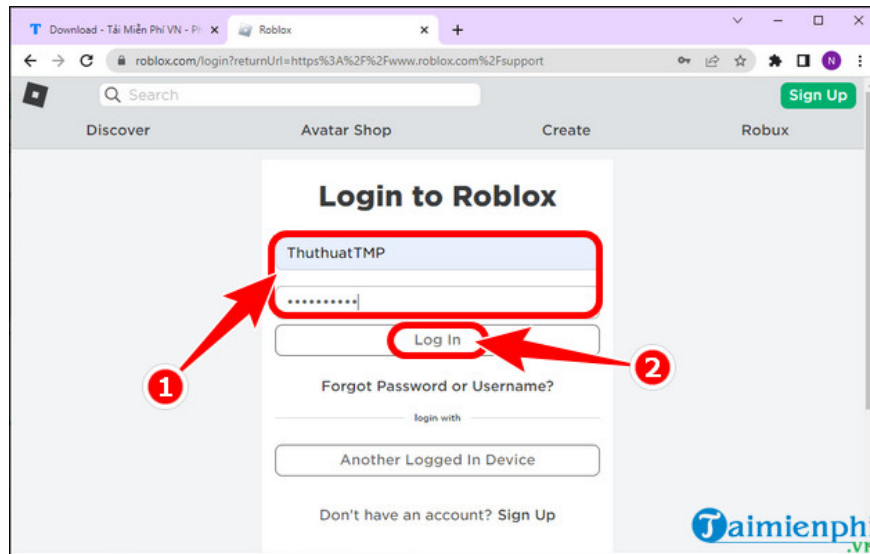 T Download - Tải Miễn Phí VN - Ph
Roblox
roblox.com/login?returnUrl=https%3A%2F%2Fwww.roblox.com%2Fsupport
N
Search
Sign Up
Discover
Avatar Shop
Create
Robux
Login to Roblox
ThuthuatTMP
••••••••••
Log In
1
2
Forgot Password or Username?
login with
Another Logged In Device
Don't have an account? Sign Up
Taimienphi
.vn